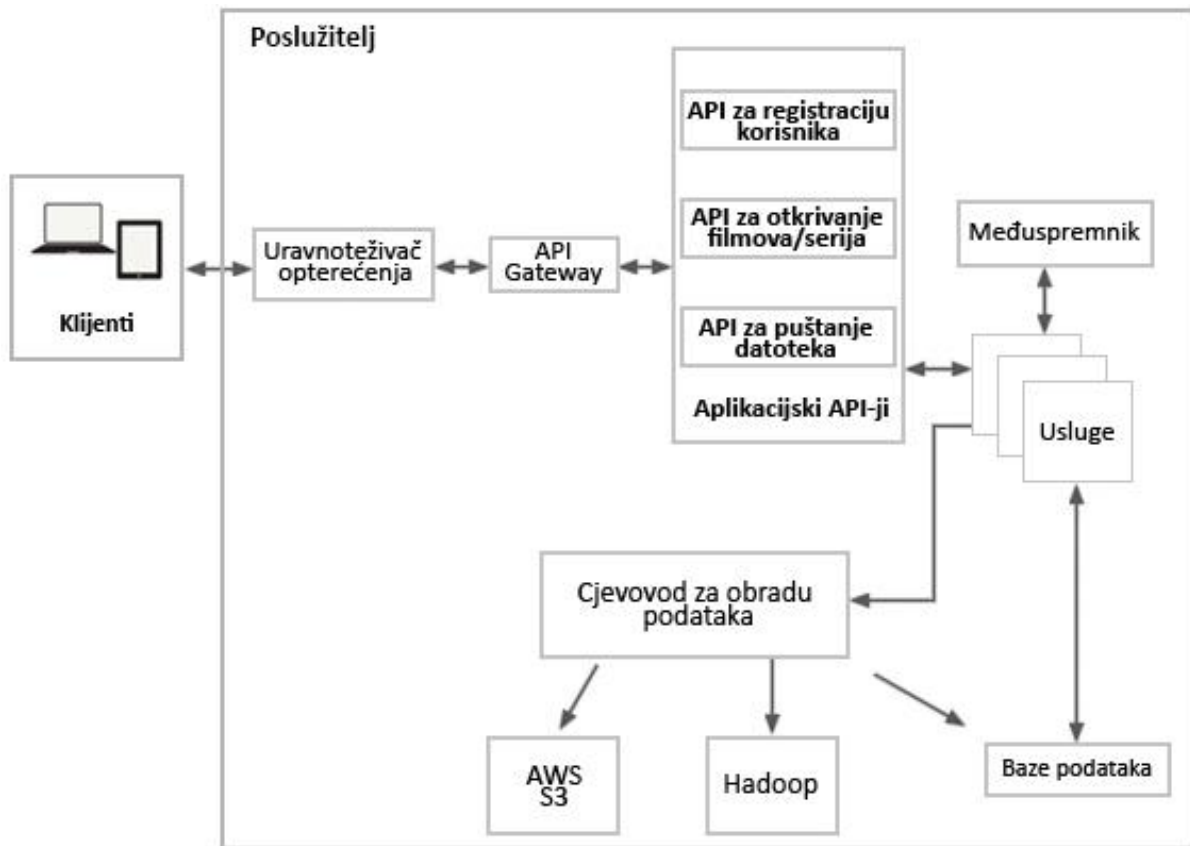 Poslužitelj
API za registraciju
korisnika
API za otkrivanje
filmova/serija
API za puštanje
datoteka
Aplikacijski API-ji
Klijenti
Uravnoteživač
opterećenja
API
Gateway
Međuspremnik
Usluge
Cjevovod za obradu
podataka
AWS
S3
Hadoop
Baze podataka